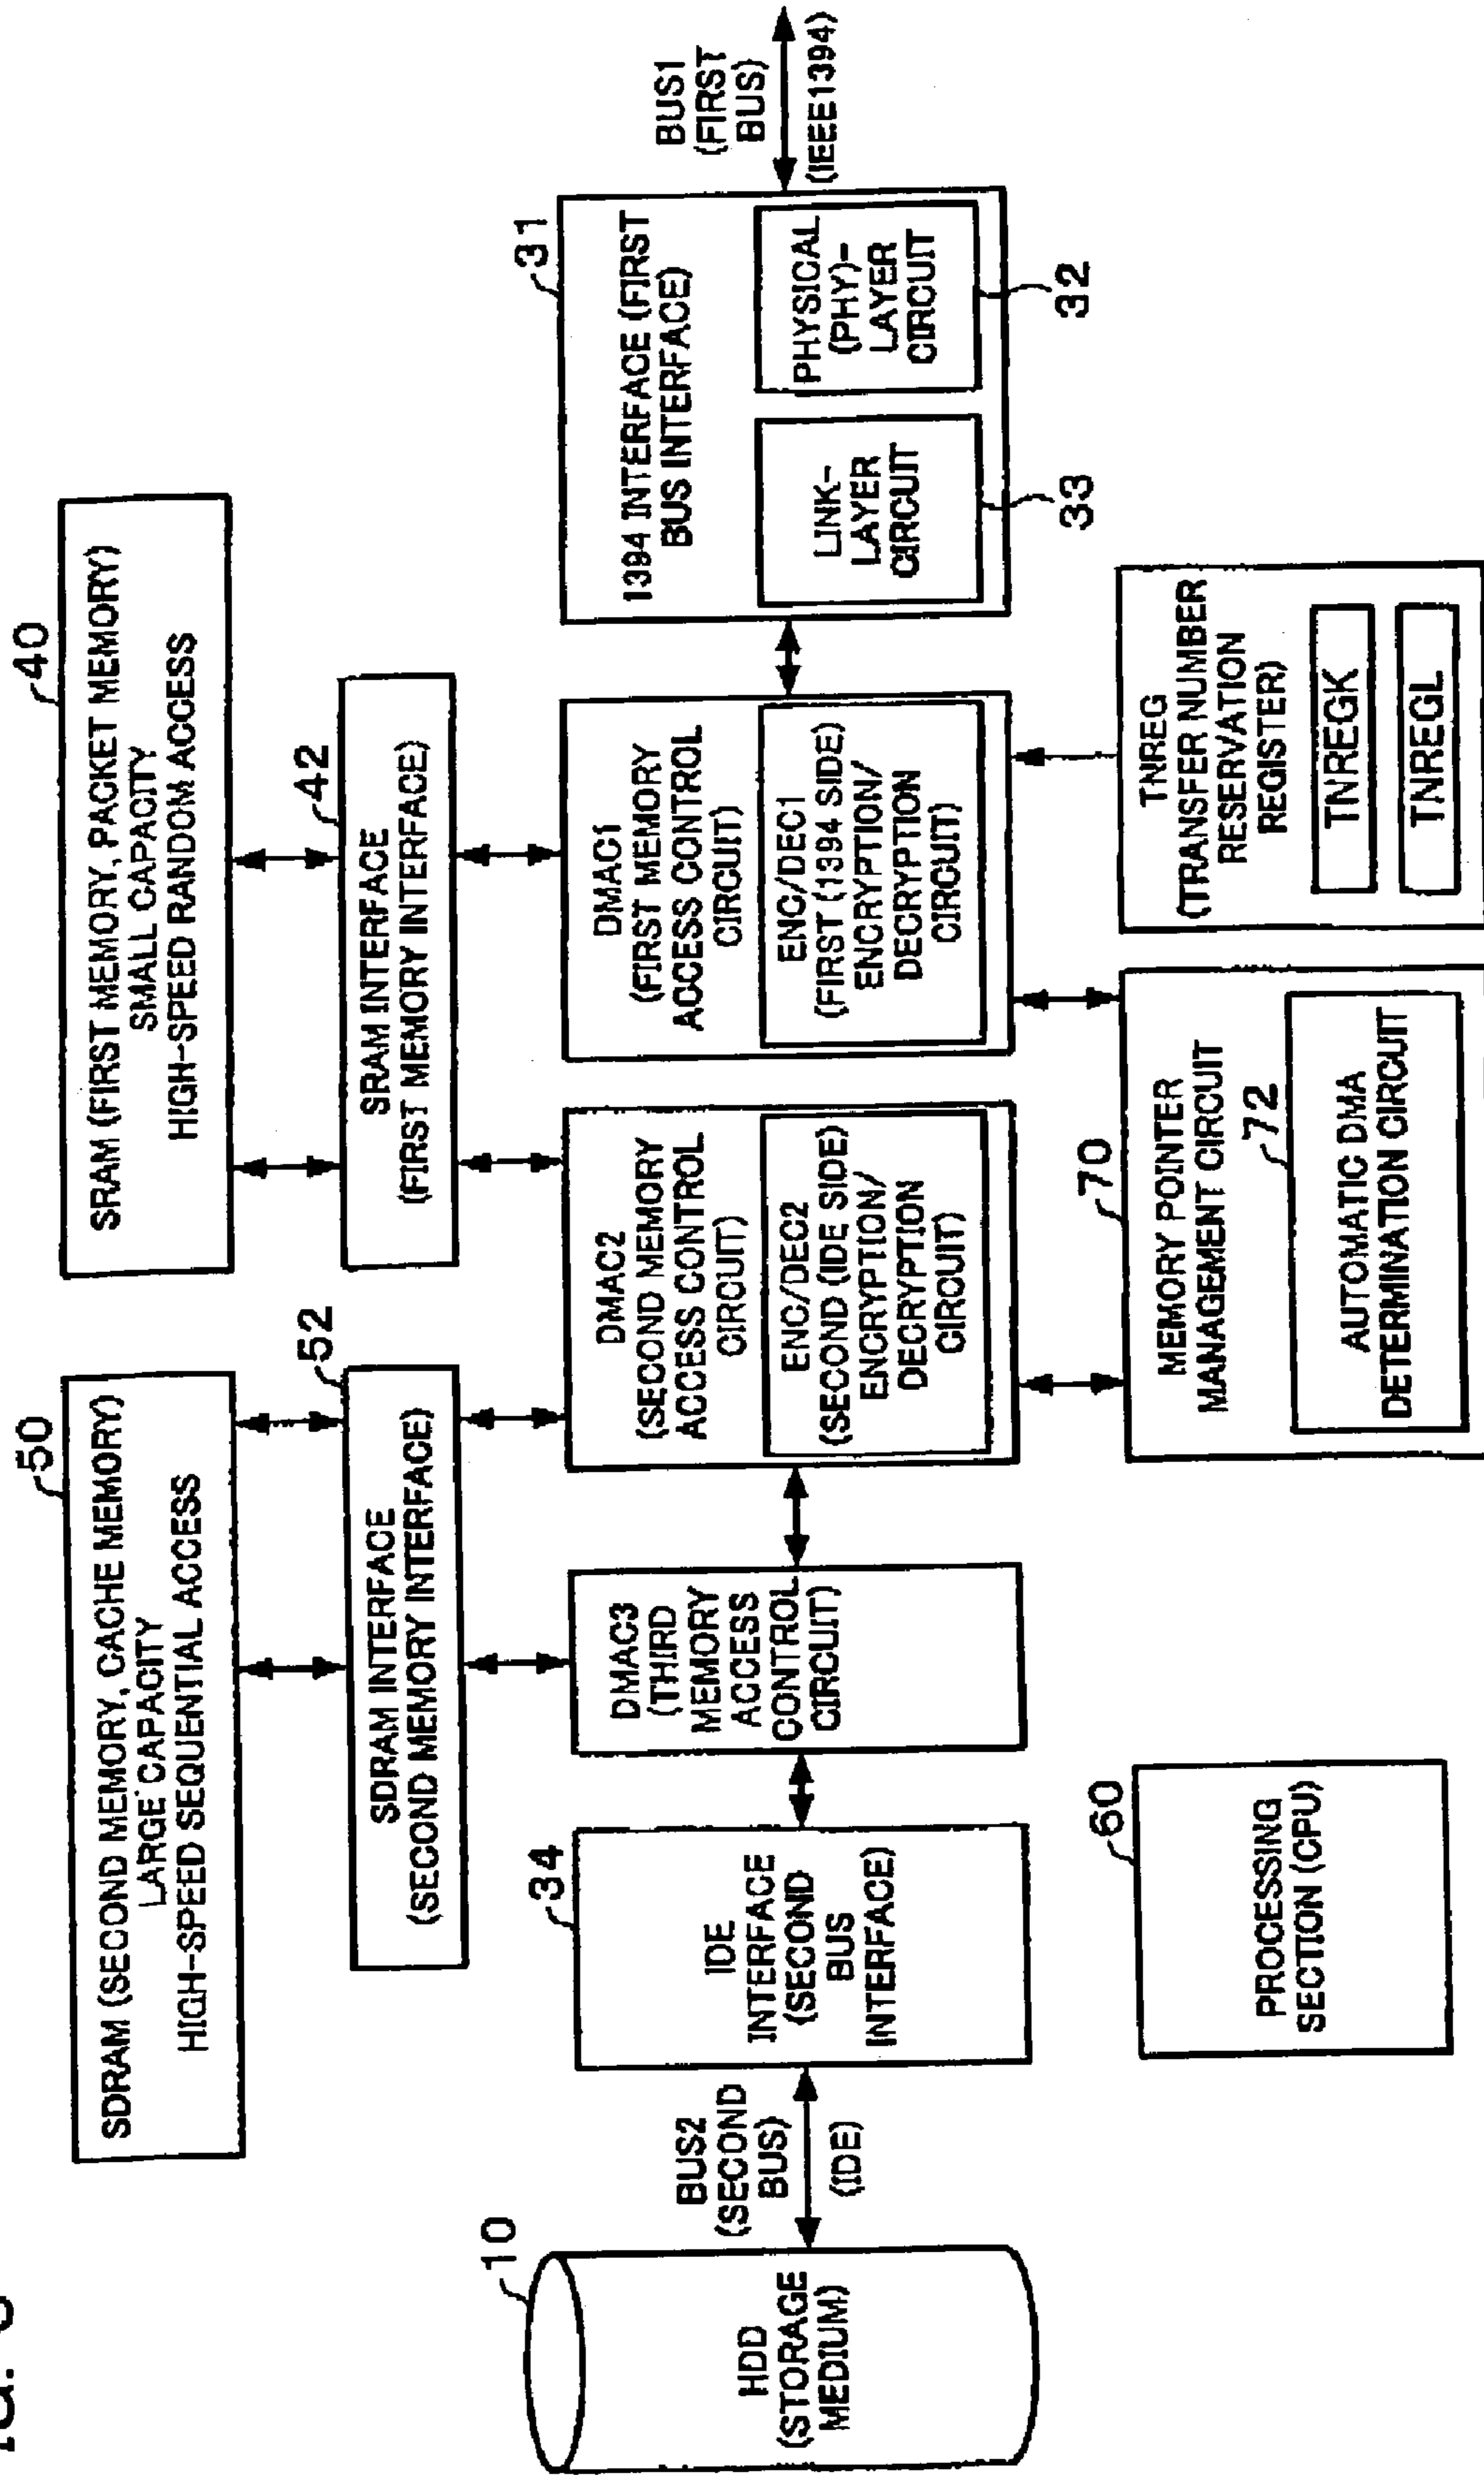 50
SDRAM (SECOND MEMORY, CACHE MEMORY)
LARGE CAPACITY
HIGH-SPEED SEQUENTIAL ACCESS
40
SRAM (FIRST MEMORY, PACKET MEMORY)
SMALL CAPACITY
HIGH-SPEED RANDOM ACCESS
52
SDRAM INTERFACE
(SECOND MEMORY INTERFACE)
42
SRAM INTERFACE
(FIRST MEMORY INTERFACE)
10
HDD
(STORAGE
MEDIUM)
BUS2
(SECOND
BUS)
(IDE)
34
IDE
INTERFACE
(SECOND
BUS
INTERFACE)
DMAC3
(THIRD
MEMORY
ACCESS
CONTROL
CIRCUIT)
DMAC2
(SECOND MEMORY
ACCESS CONTROL
CIRCUIT)
ENC/DEC2
(SECOND (IDE SIDE)
ENCRYPTION/
DECRYPTION
CIRCUIT)
DMAC1
(FIRST MEMORY
ACCESS CONTROL
CIRCUIT)
ENC/DEC1
(FIRST (1394 SIDE)
ENCRYPTION/
DECRYPTION
CIRCUIT)
31
1394 INTERFACE (FIRST
BUS INTERFACE)
LINK-
LAYER
CIRCUIT
33
PHYSICAL
(PHY)-
LAYER
CIRCUIT
32
BUS1
(FIRST
BUS)
(IEEE1394)
60
PROCESSING
SECTION (CPU)
70
MEMORY POINTER
MANAGEMENT CIRCUIT
72
AUTOMATIC DMA
DETERMINATION CIRCUIT
TNREG
(TRANSFER NUMBER
RESERVATION
REGISTER)
TNREGK
TNREGL